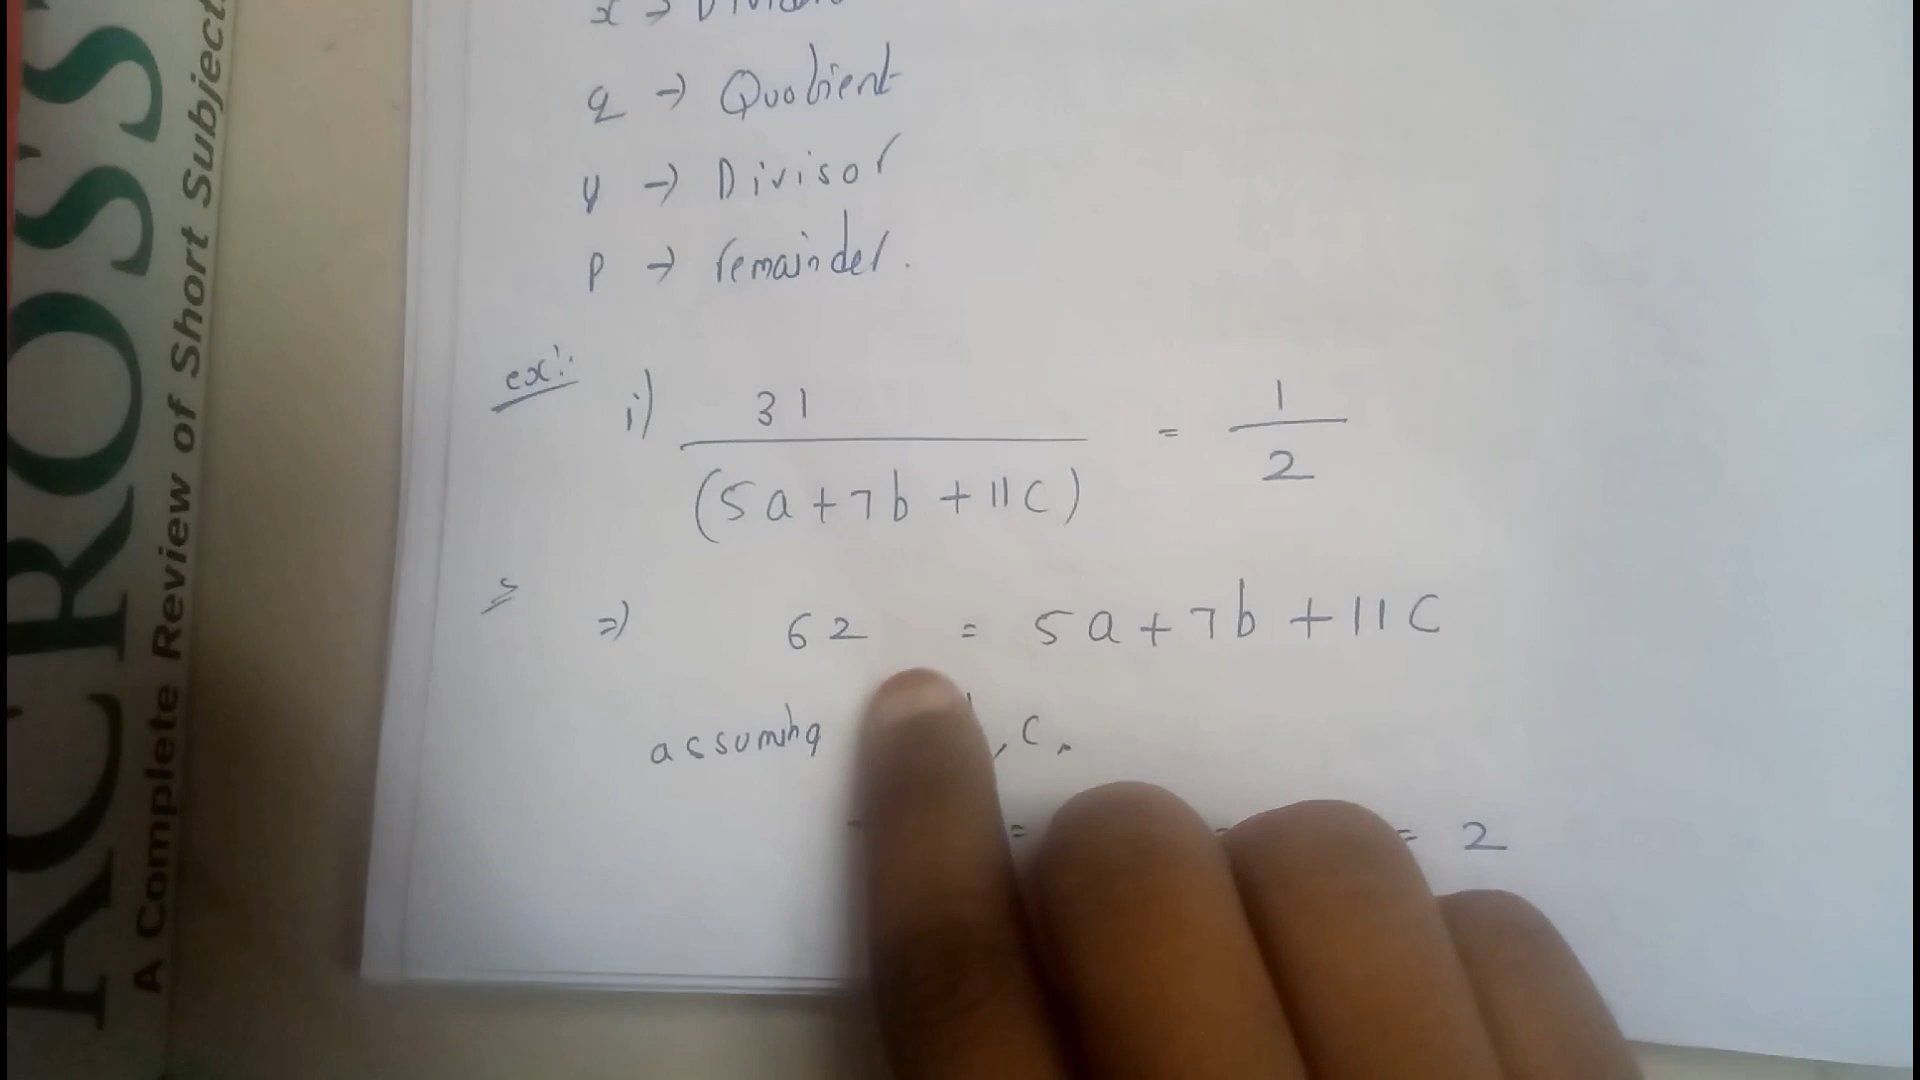 ACROSS
A Complete Review of Short Subject
x →
q → Quotient
y → Divisor
p → remainder.
ex:
i) 31 / (5a+7b+11c) = 1 / 2
⇒ 62 = 5a+7b+11c
assuming , c.
= = 2